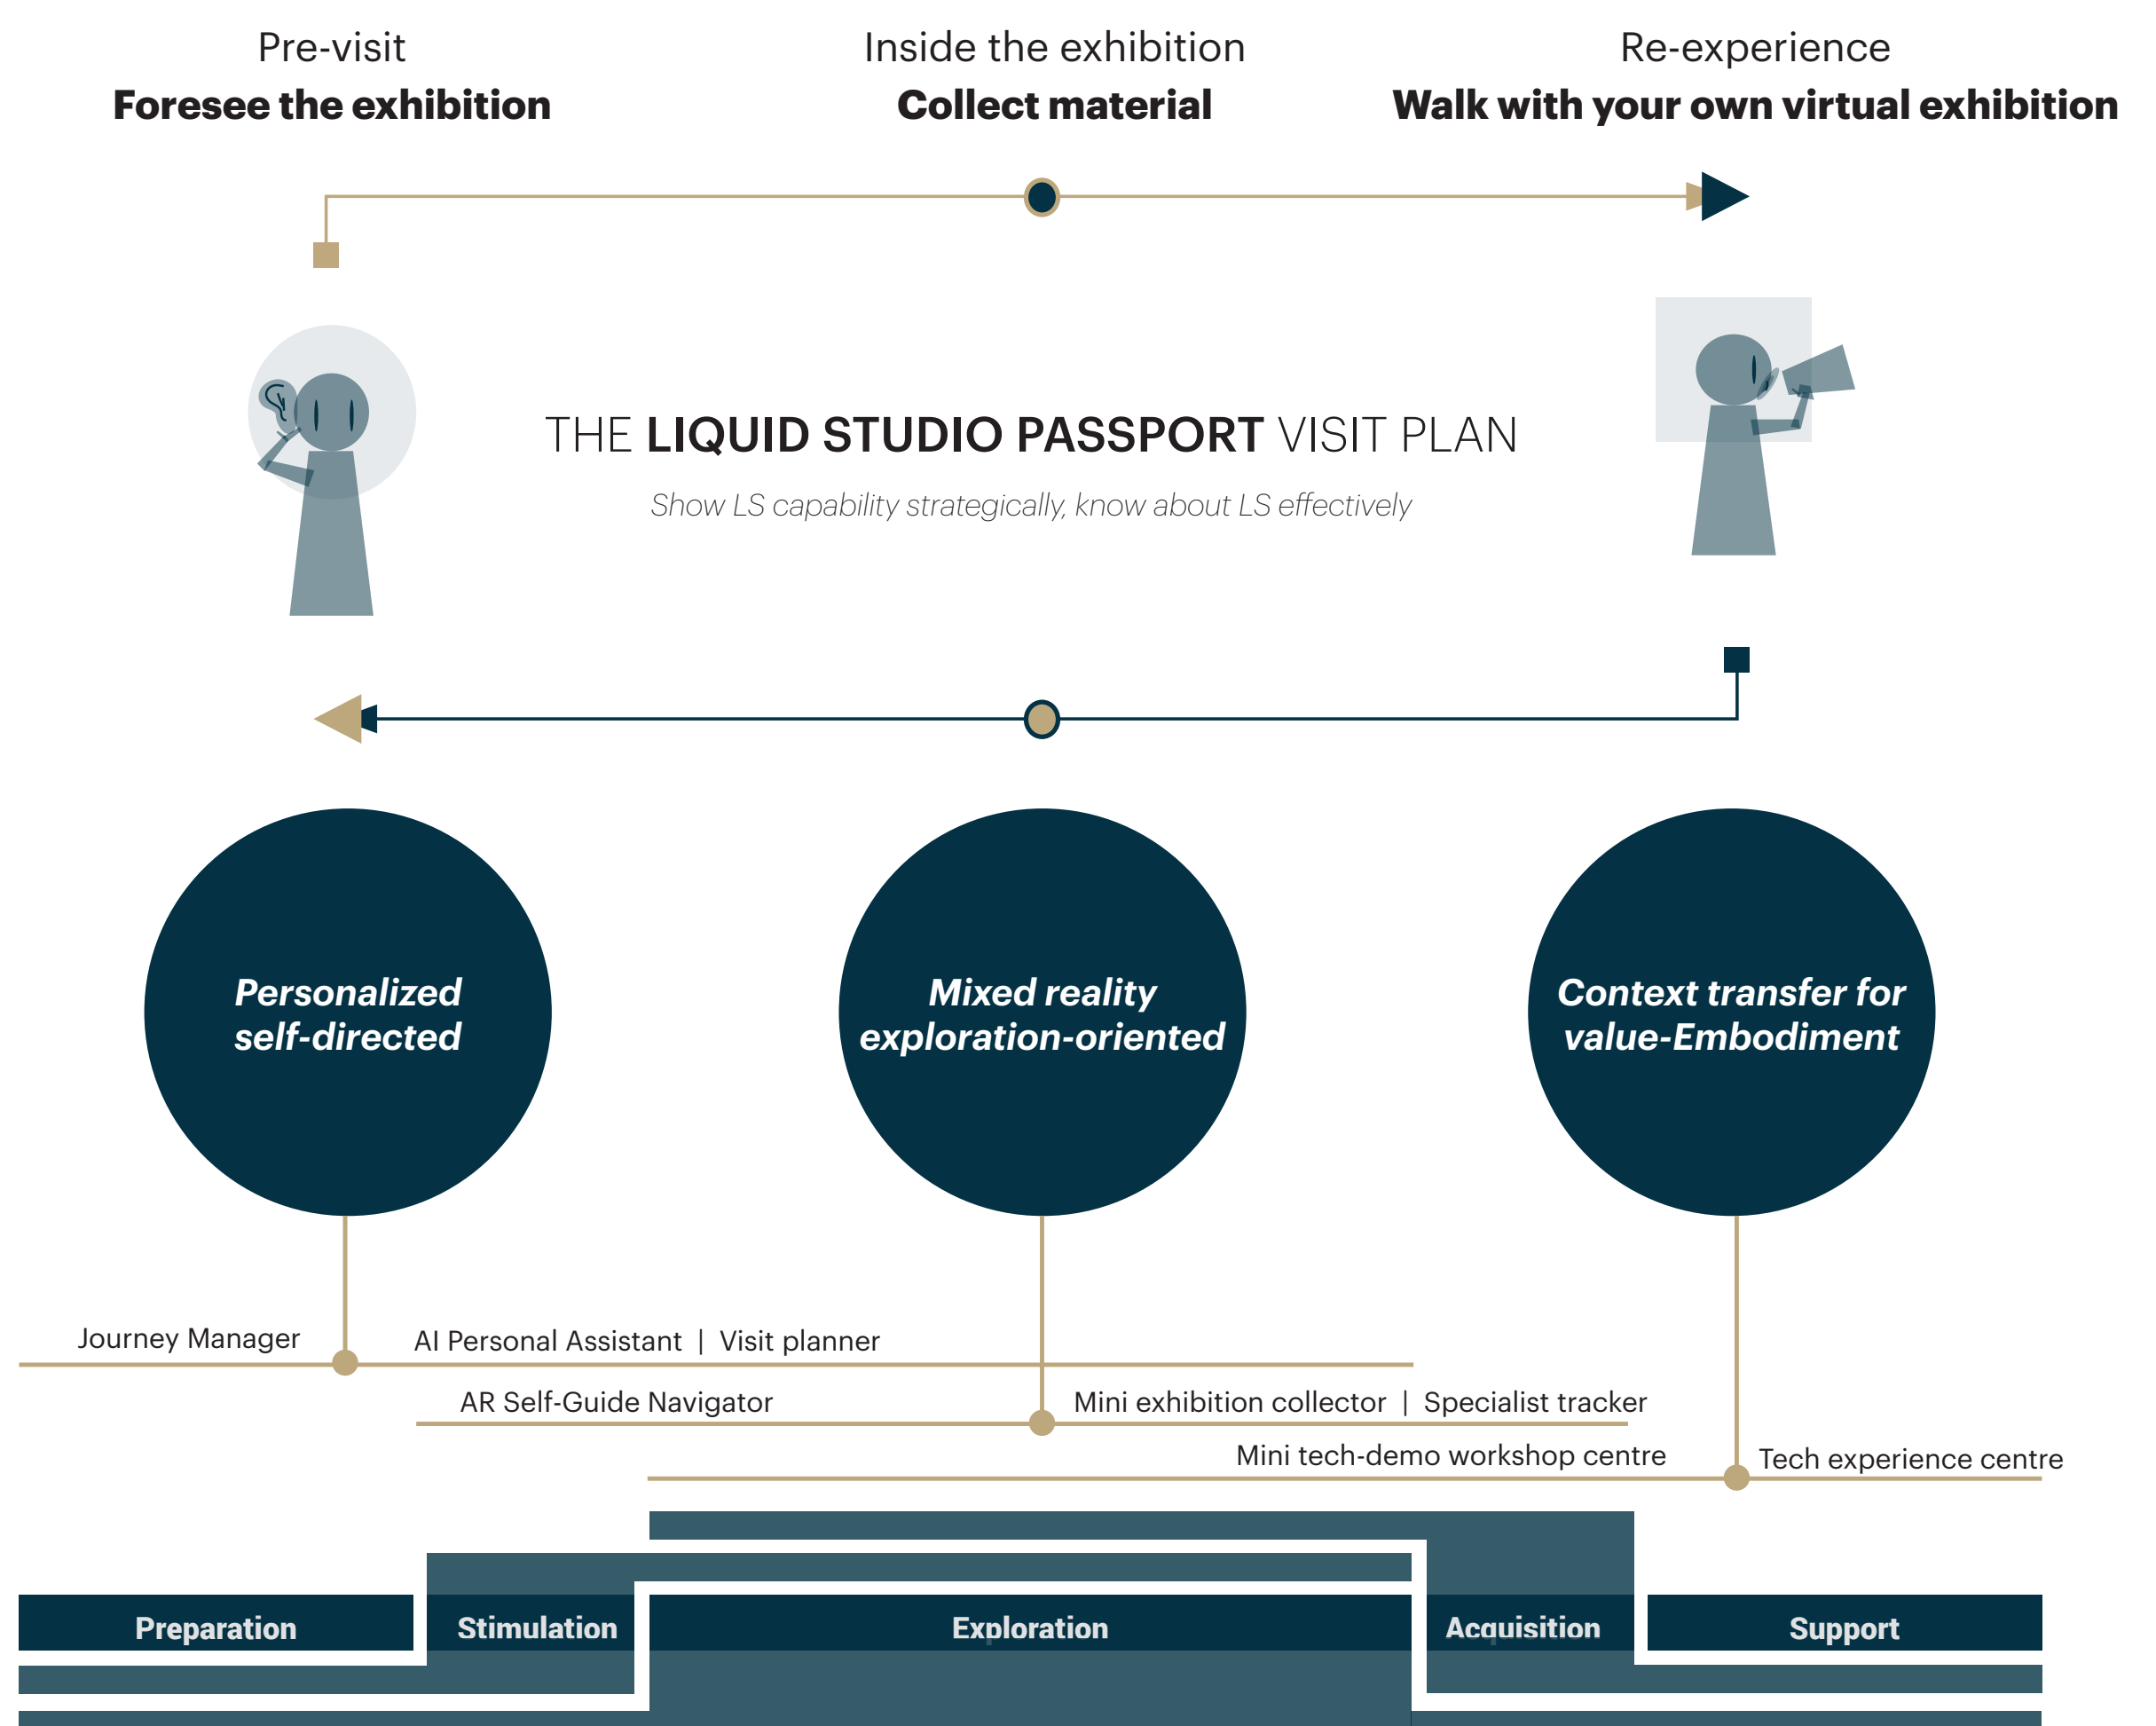 Pre-visit
Foresee the exhibition
Inside the exhibition
Collect material
Re-experience
Walk with your own virtual exhibition
THE LIQUID STUDIO PASSPORT VISIT PLAN
Show LS capability strategically, know about LS effectively
Personalized
self-directed
Mixed reality
exploration-oriented
Context transfer for
value-Embodiment
Journey Manager
AI Personal Assistant | Visit planner
AR Self-Guide Navigator
Mini exhibition collector | Specialist tracker
Mini tech-demo workshop centre
Tech experience centre
Preparation
Stimulation
Exploration
Acquisition
Support